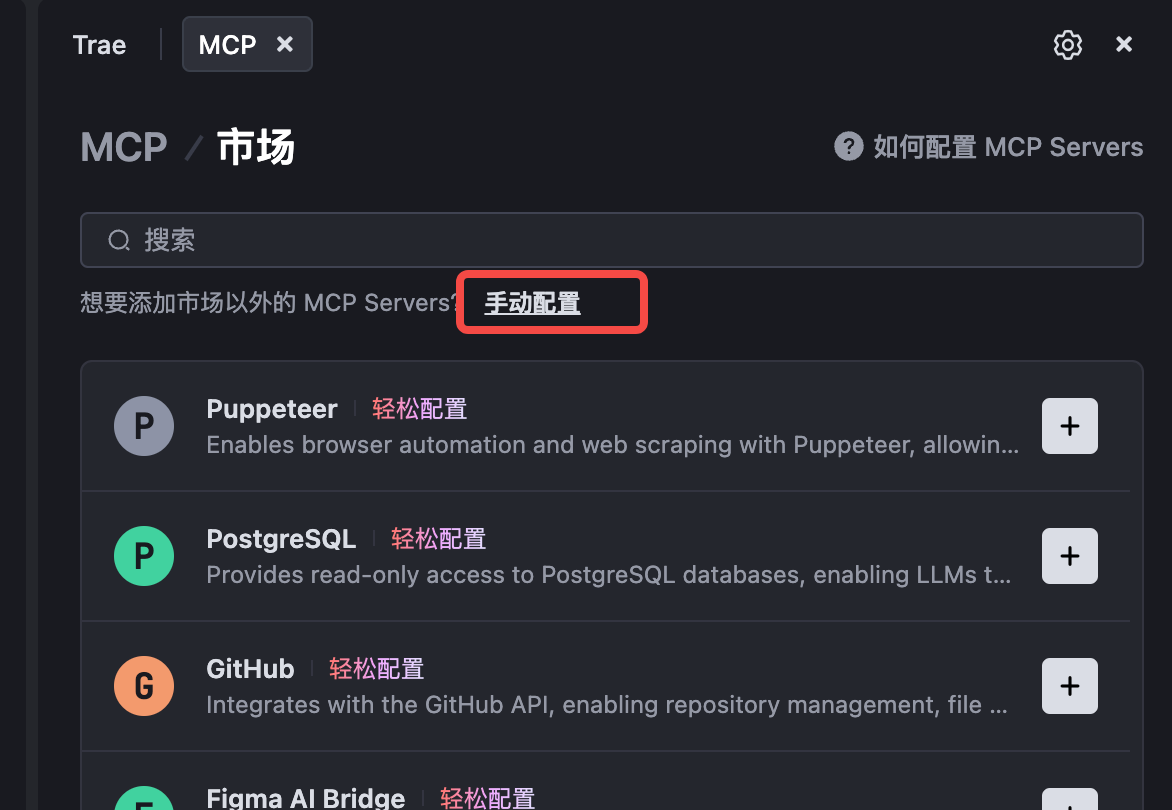 Trae MCP
MCP / 市场
? 如何配置 MCP Servers
搜索
想要添加市场以外的 MCP Servers? 手动配置
P
Puppeteer 轻松配置
Enables browser automation and web scraping with Puppeteer, allowin...
P
PostgreSQL 轻松配置
Provides read-only access to PostgreSQL databases, enabling LLMs t...
G
GitHub 轻松配置
Integrates with the GitHub API, enabling repository management, file ...
Figma AI Bridge 轻松配置